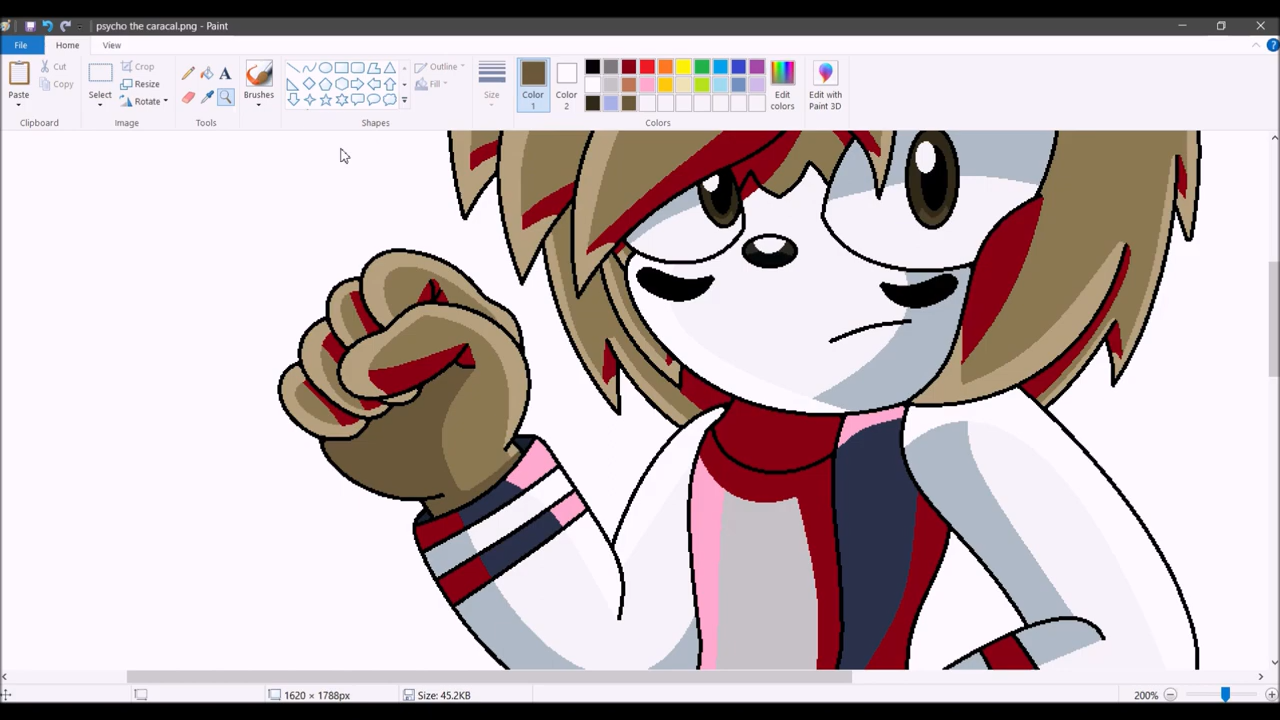 psycho the caracal.png - Paint
File Home View
Paste
Cut
Copy
Clipboard
Select
Crop
Resize
Rotate
Image
A
Tools
Brushes
Outline
Fill
Shapes
Size
Color 1
Color 2
Edit colors
Colors
Edit with Paint 3D
1620 × 1788px
Size: 45.2KB
200%